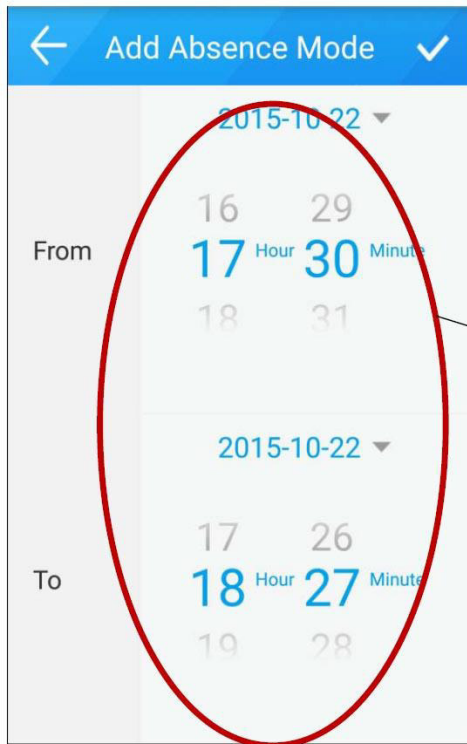 Add Absence Mode
2015-10-22
16 29
From 17 Hour 30 Minute
18 31
2015-10-22
17 26
To 18 Hour 27 Minute
19 28